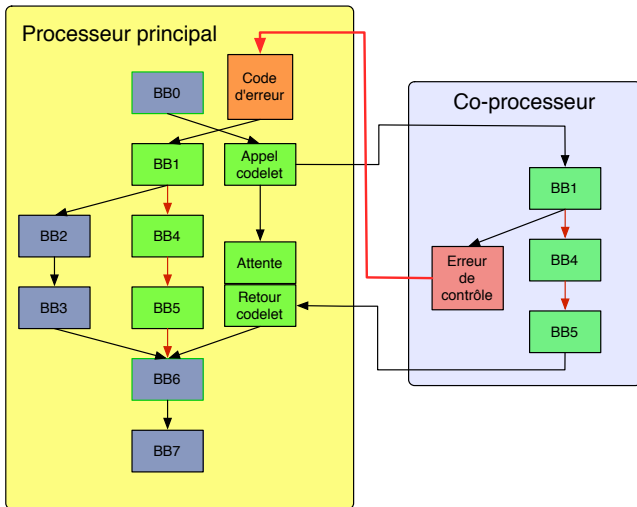 Processeur principal
Code
d'erreur
BB0
BB1
Appel
codelet
BB2
BB4
Attente
BB3
BB5
Retour
codelet
BB6
BB7
Co-processeur
BB1
Erreur
de
contrôle
BB4
BB5